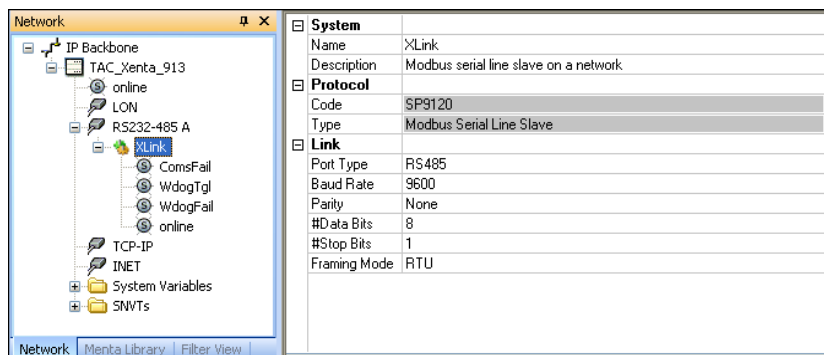 Network
IP Backbone
TAC_Xenta_913
online
LON
RS232-485 A
XLink
ComsFail
WdogTgl
WdogFail
online
TCP-IP
INET
System Variables
SNVTs
Network Menta Library Filter View
System
Name XLink
Description Modbus serial line slave on a network
Protocol
Code SP9120
Type Modbus Serial Line Slave
Link
Port Type RS485
Baud Rate 9600
Parity None
#Data Bits 8
#Stop Bits 1
Framing Mode RTU